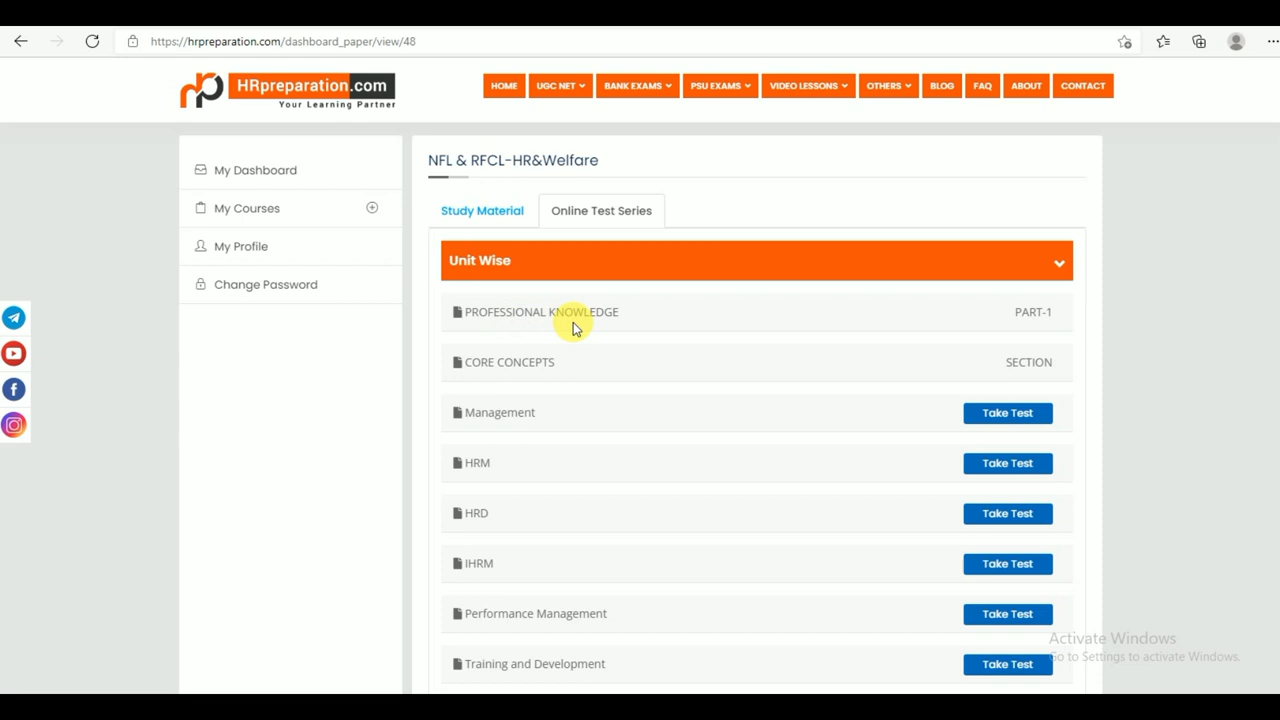 https://hrpreparation.com/dashboard_paper/view/48
HRpreparation.com
Your Learning Partner
HOME UGC NET BANK EXAMS PSU EXAMS VIDEO LESSONS OTHERS BLOG FAQ ABOUT CONTACT
My Dashboard
My Courses
My Profile
Change Password
NFL & RFCL-HR&Welfare
Study Material Online Test Series
Unit Wise
PROFESSIONAL KNOWLEDGE PART-1
CORE CONCEPTS SECTION
Management Take Test
HRM Take Test
HRD Take Test
IHRM Take Test
Performance Management Take Test
Training and Development Take Test
Activate Windows
Go to Settings to activate Windows.